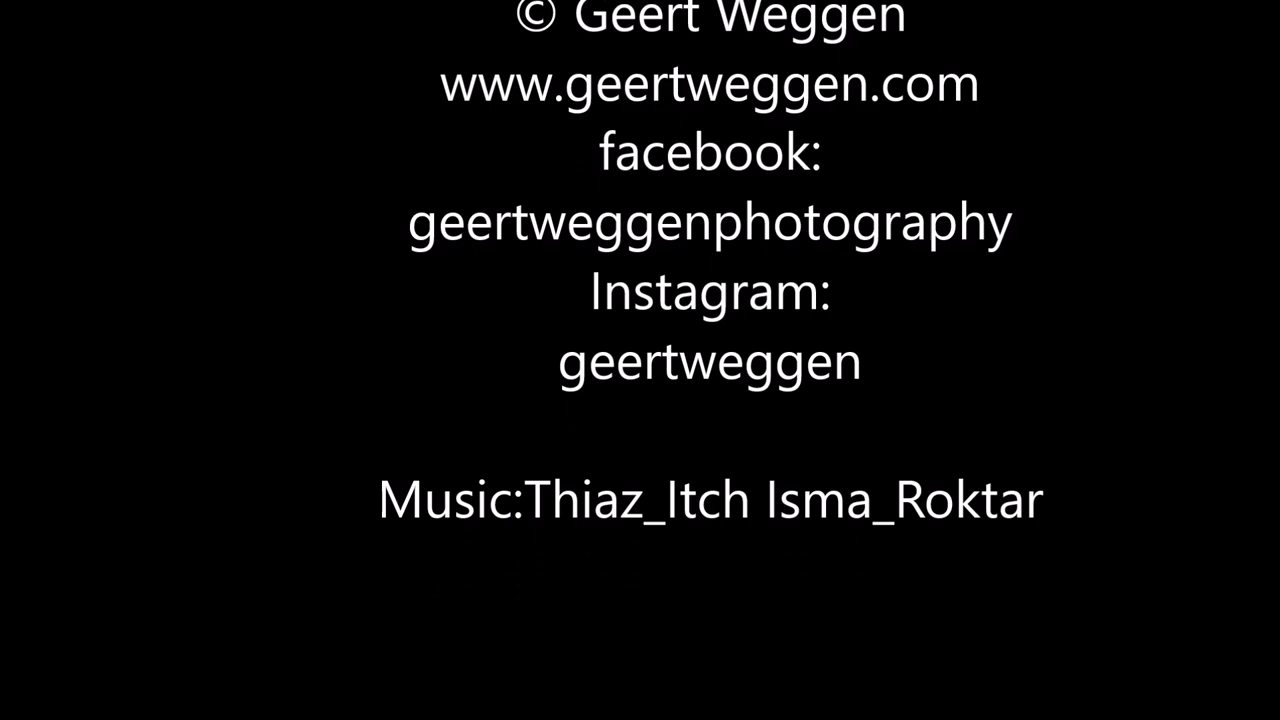 © Geert Weggen
www.geertweggen.com
facebook:
geertweggenphotography
Instagram:
geertweggen
Music:Thiaz_Itch Isma_Roktar